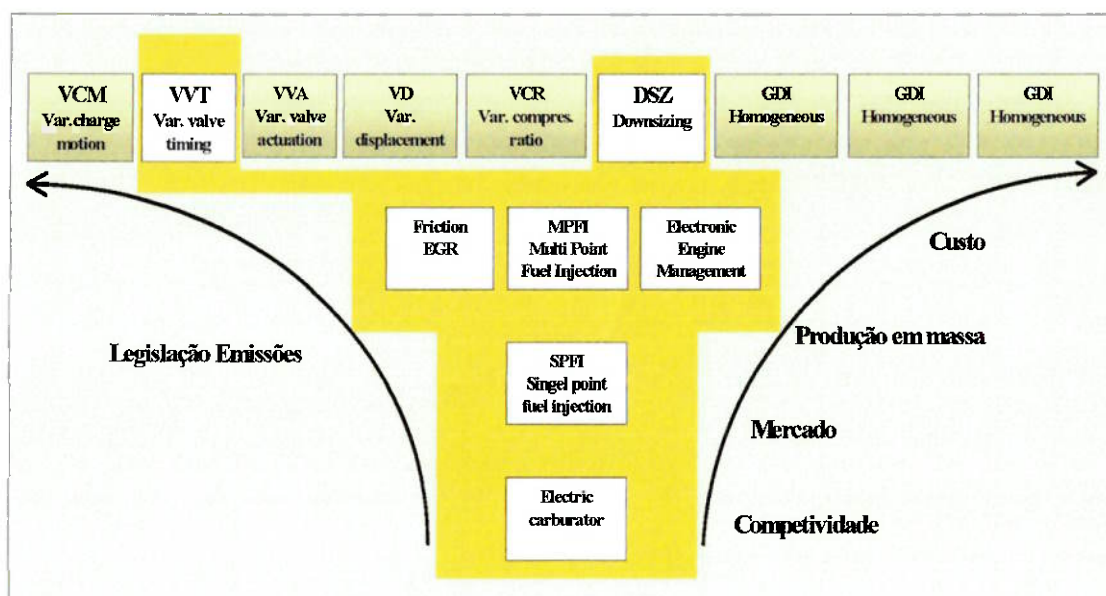 VCM
Var.charge
motion
VVT
Var. valve
timing
VVA
Var. valve
actuation
VD
Var.
displacement
VCR
Var. compres.
ratio
DSZ
Downsizing
GDI
Homogeneous
GDI
Homogeneous
GDI
Homogeneous
Friction
EGR
MPFI
Multi Point
Fuel Injection
Electronic
Engine
Management
Custo
Produção em massa
Legislação Emissões
SPFI
Singel point
fuel injection
Mercado
Electric
carburator
Competividade